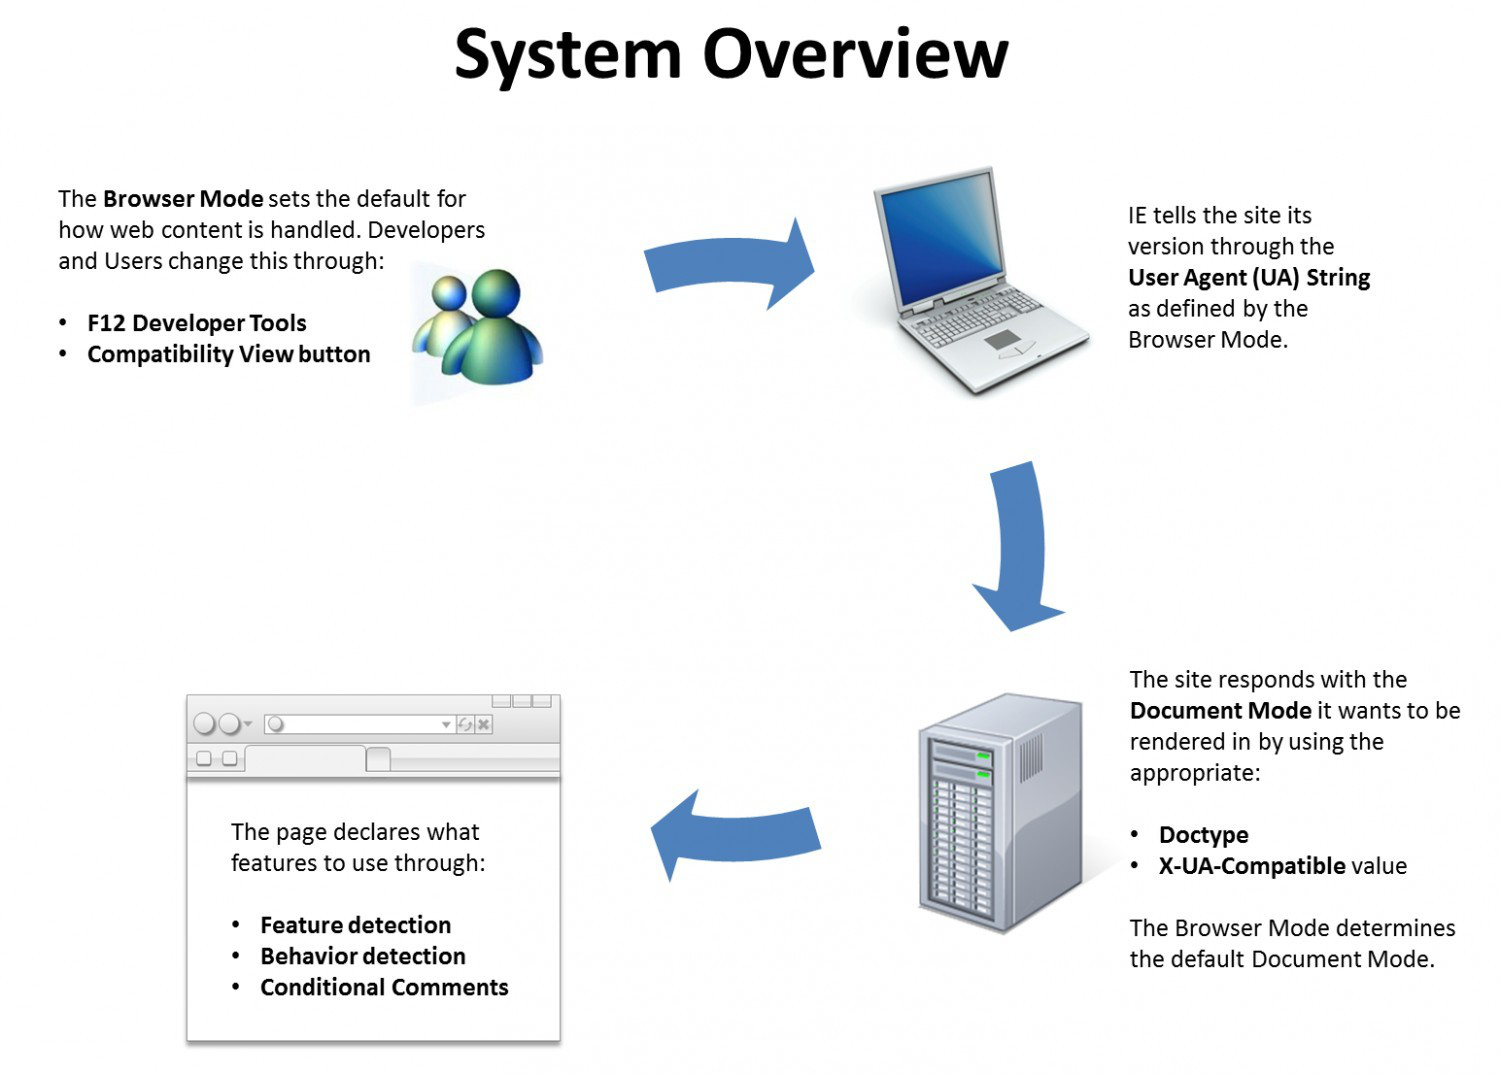 System Overview
The Browser Mode sets the default for
how web content is handled. Developers
and Users change this through:
• F12 Developer Tools
• Compatibility View button
IE tells the site its
version through the
User Agent (UA) String
as defined by the
Browser Mode.
The site responds with the
Document Mode it wants to be
rendered in by using the
appropriate:
• Doctype
• X-UA-Compatible value
The Browser Mode determines
the default Document Mode.
The page declares what
features to use through:
• Feature detection
• Behavior detection
• Conditional Comments